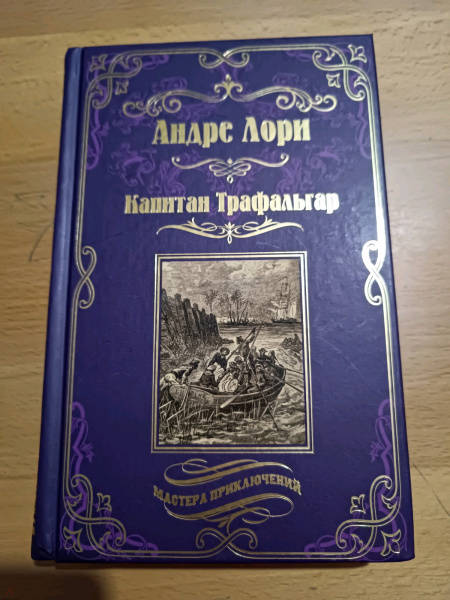 Андре Лори
Капитан Трафальгар
МАСТЕРА ПРИКЛЮЧЕНИЙ